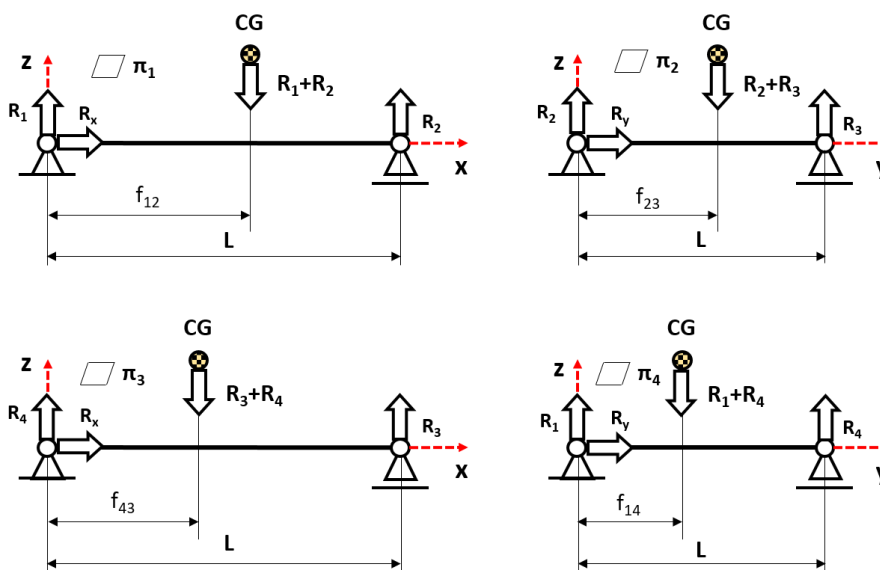 CG
z
π1
R1+R2
R1
Rx
R2
x
f12
L
CG
z
π2
R2+R3
R2
Ry
R3
y
f23
L
CG
z
π3
R3+R4
R4
Rx
R3
x
f43
L
CG
z
π4
R1+R4
R1
Ry
R4
y
f14
L